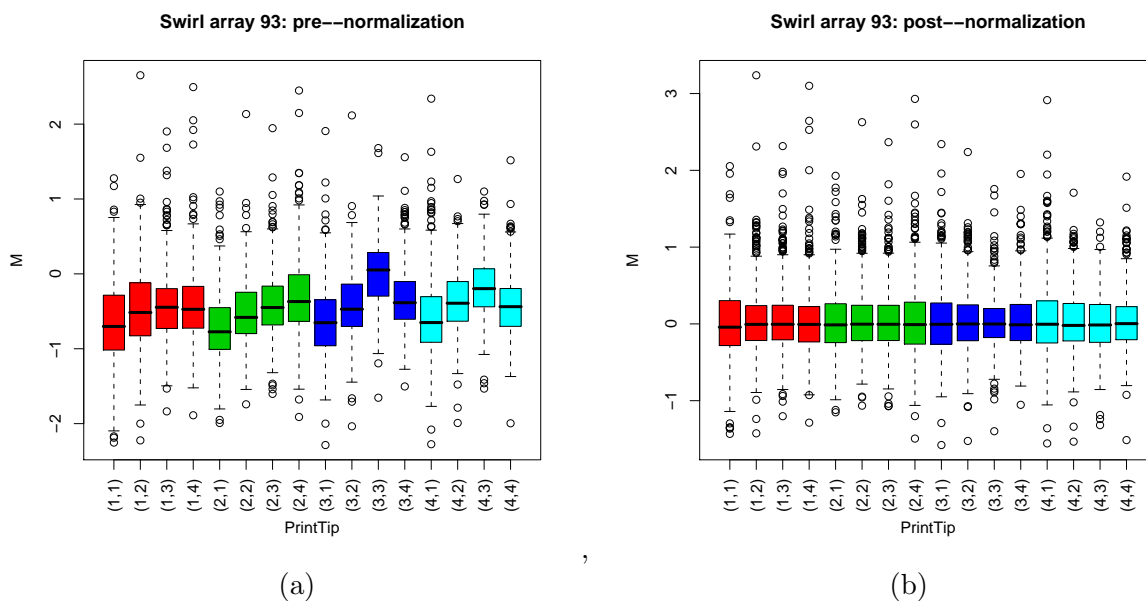 Swirl array 93: pre−−normalization
M
2
1
0
−1
−2
(1,1) (1,2) (1,3) (1,4) (2,1) (2,2) (2,3) (2,4) (3,1) (3,2) (3,3) (3,4) (4,1) (4,2) (4,3) (4,4)
PrintTip
(a)
,
Swirl array 93: post−−normalization
M
3
2
1
0
−1
(1,1) (1,2) (1,3) (1,4) (2,1) (2,2) (2,3) (2,4) (3,1) (3,2) (3,3) (3,4) (4,1) (4,2) (4,3) (4,4)
PrintTip
(b)